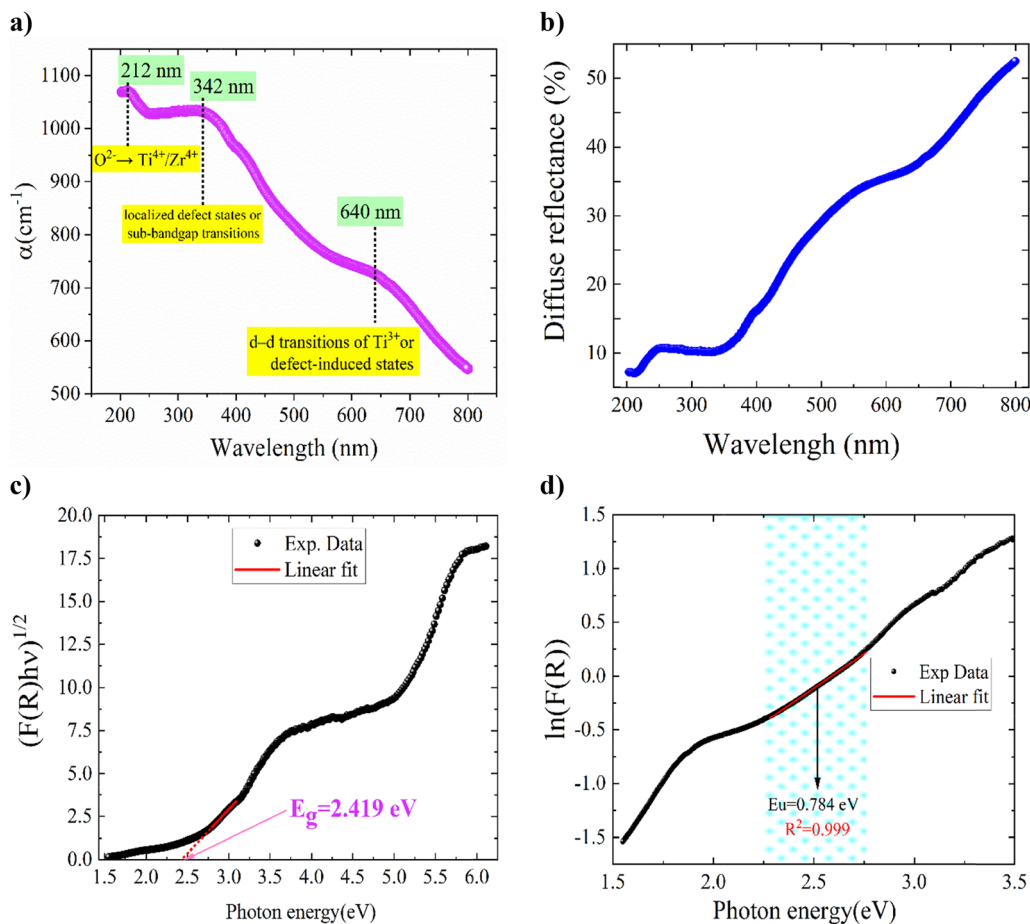 a)
1100
1000
900
800
700
600
500
α(cm⁻¹)
212 nm
342 nm
640 nm
O²⁻→ Ti⁴⁺/Zr⁴⁺
localized defect states or
sub-bandgap transitions
d–d transitions of Ti³⁺or
defect-induced states
200 300 400 500 600 700 800
Wavelength (nm)
b)
50
40
30
20
10
Diffuse reflectance (%)
200 300 400 500 600 700 800
Wavelengh (nm)
c)
20.0
17.5
15.0
12.5
10.0
7.5
5.0
2.5
0.0
(F(R)hν)¹ᐟ²
Exp. Data
Linear fit
E_g=2.419 eV
1.5 2.0 2.5 3.0 3.5 4.0 4.5 5.0 5.5 6.0
Photon energy(eV)
d)
1.5
1.0
0.5
0.0
-0.5
-1.0
-1.5
ln(F(R))
Exp Data
Linear fit
Eu=0.784 eV
R²=0.999
1.5 2.0 2.5 3.0 3.5
Photon energy(eV)